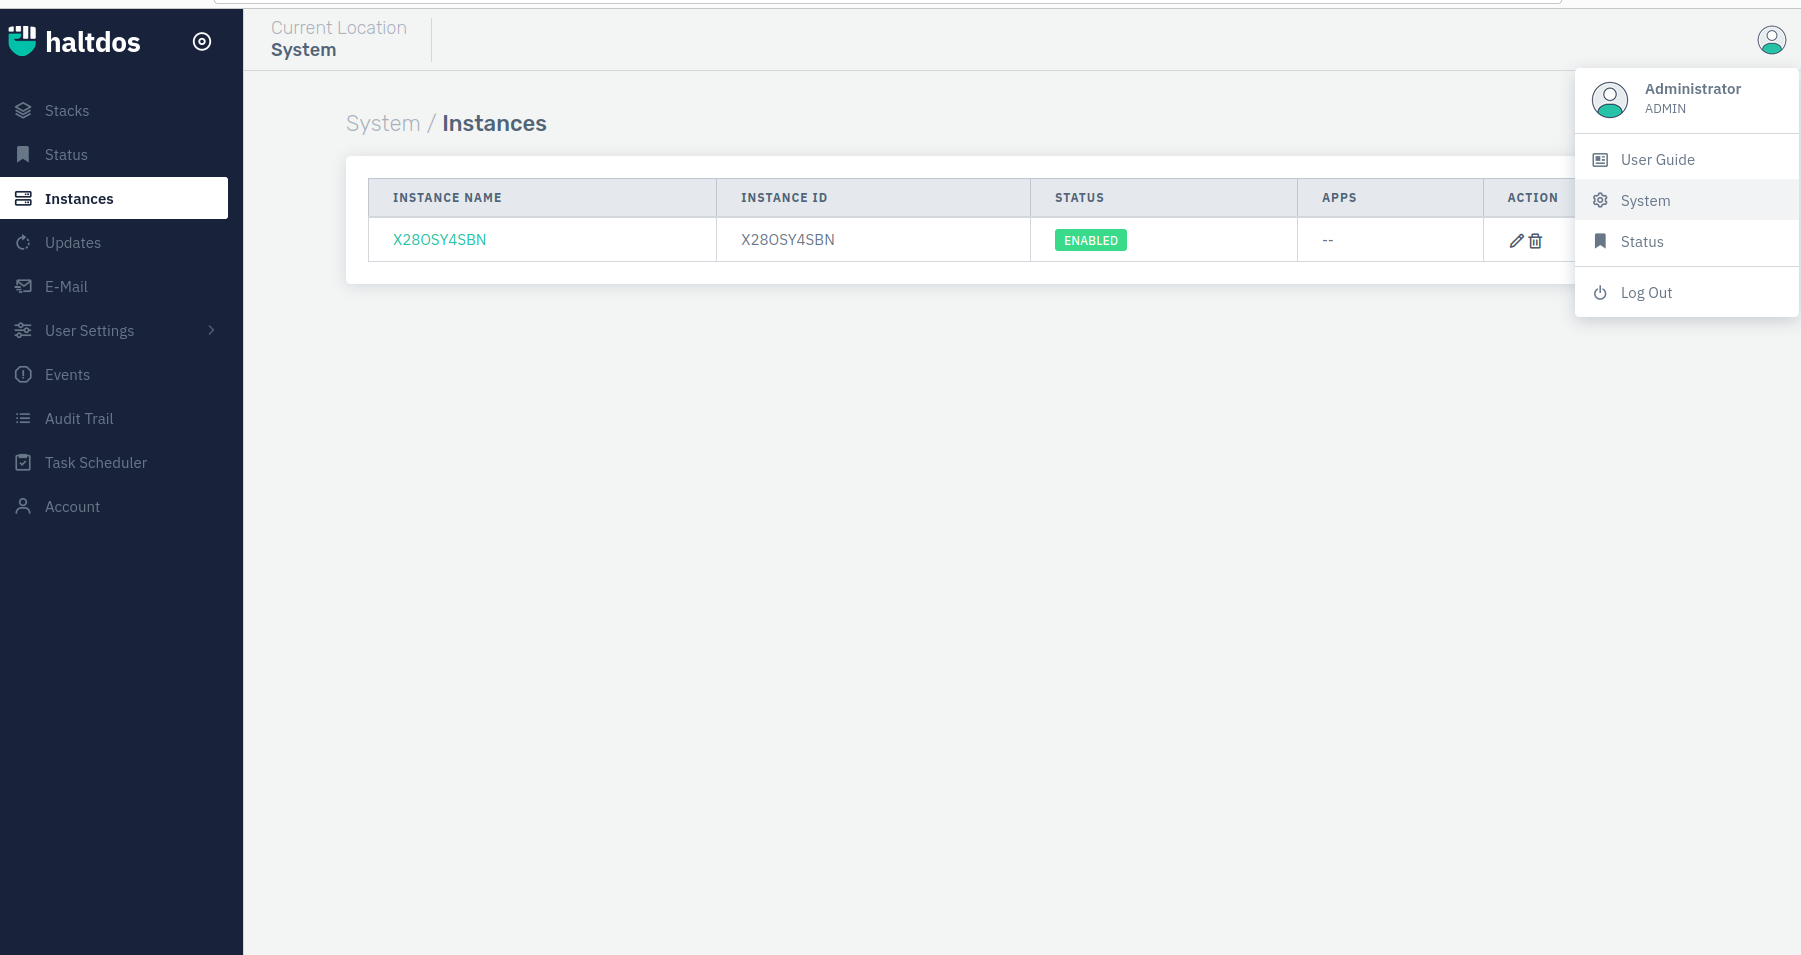 haltdos
Stacks
Status
Instances
Updates
E-Mail
User Settings
Events
Audit Trail
Task Scheduler
Account
Current Location
System
System / Instances
INSTANCE NAME INSTANCE ID STATUS APPS ACTION
X28OSY4SBN X28OSY4SBN ENABLED --
Administrator
ADMIN
User Guide
System
Status
Log Out